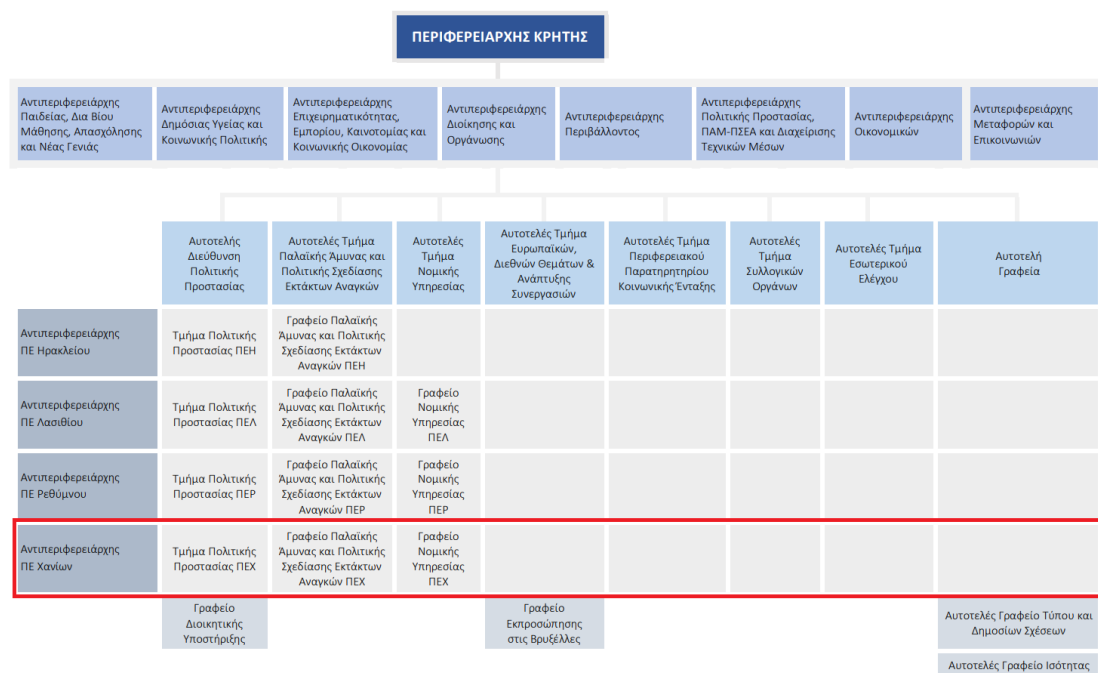 ΠΕΡΙΦΕΡΕΙΑΡΧΗΣ ΚΡΗΤΗΣ
Αντιπεριφερειάρχης
Παιδείας, Δια Βίου
Μάθησης, Απασχόλησης
και Νέας Γενιάς
Αντιπεριφερειάρχης
Δημόσιας Υγείας και
Κοινωνικής Πολιτικής
Αντιπεριφερειάρχης
Επιχειρηματικότητας,
Εμπορίου, Καινοτομίας και
Κοινωνικής Οικονομίας
Αντιπεριφερειάρχης
Διοίκησης και
Οργάνωσης
Αντιπεριφερειάρχης
Περιβάλλοντος
Αντιπεριφερειάρχης
Πολιτικής Προστασίας,
ΠΑΜ-ΠΣΕΑ και Διαχείρισης
Τεχνικών Μέσων
Αντιπεριφερειάρχης
Οικονομικών
Αντιπεριφερειάρχης
Μεταφορών και
Επικοινωνιών
Αυτοτελής
Διεύθυνση
Πολιτικής
Προστασίας
Αυτοτελές Τμήμα
Παλαϊκής Άμυνας και
Πολιτικής Σχεδίασης
Εκτάκτων Αναγκών
Αυτοτελές
Τμήμα
Νομικής
Υπηρεσίας
Αυτοτελές Τμήμα
Ευρωπαϊκών,
Διεθνών Θεμάτων &
Ανάπτυξης
Συνεργασιών
Αυτοτελές Τμήμα
Περιφερειακού
Παρατηρητηρίου
Κοινωνικής Ένταξης
Αυτοτελές
Τμήμα
Συλλογικών
Οργάνων
Αυτοτελές Τμήμα
Εσωτερικού
Ελέγχου
Αυτοτελή
Γραφεία
Αντιπεριφερειάρχης
ΠΕ Ηρακλείου
Τμήμα Πολιτικής
Προστασίας ΠΕΗ
Γραφείο Παλαϊκής
Άμυνας και Πολιτικής
Σχεδίασης Εκτάκτων
Αναγκών ΠΕΗ
Αντιπεριφερειάρχης
ΠΕ Λασιθίου
Τμήμα Πολιτικής
Προστασίας ΠΕΛ
Γραφείο Παλαϊκής
Άμυνας και Πολιτικής
Σχεδίασης Εκτάκτων
Αναγκών ΠΕΛ
Γραφείο
Νομικής
Υπηρεσίας
ΠΕΛ
Αντιπεριφερειάρχης
ΠΕ Ρεθύμνου
Τμήμα Πολιτικής
Προστασίας ΠΕΡ
Γραφείο Παλαϊκής
Άμυνας και Πολιτικής
Σχεδίασης Εκτάκτων
Αναγκών ΠΕΡ
Γραφείο
Νομικής
Υπηρεσίας
ΠΕΡ
Αντιπεριφερειάρχης
ΠΕ Χανίων
Τμήμα Πολιτικής
Προστασίας ΠΕΧ
Γραφείο Παλαϊκής
Άμυνας και Πολιτικής
Σχεδίασης Εκτάκτων
Αναγκών ΠΕΧ
Γραφείο
Νομικής
Υπηρεσίας
ΠΕΧ
Γραφείο
Διοικητικής
Υποστήριξης
Γραφείο
Εκπροσώπησης
στις Βρυξέλλες
Αυτοτελές Γραφείο Τύπου και
Δημοσίων Σχέσεων
Αυτοτελές Γραφείο Ισότητας